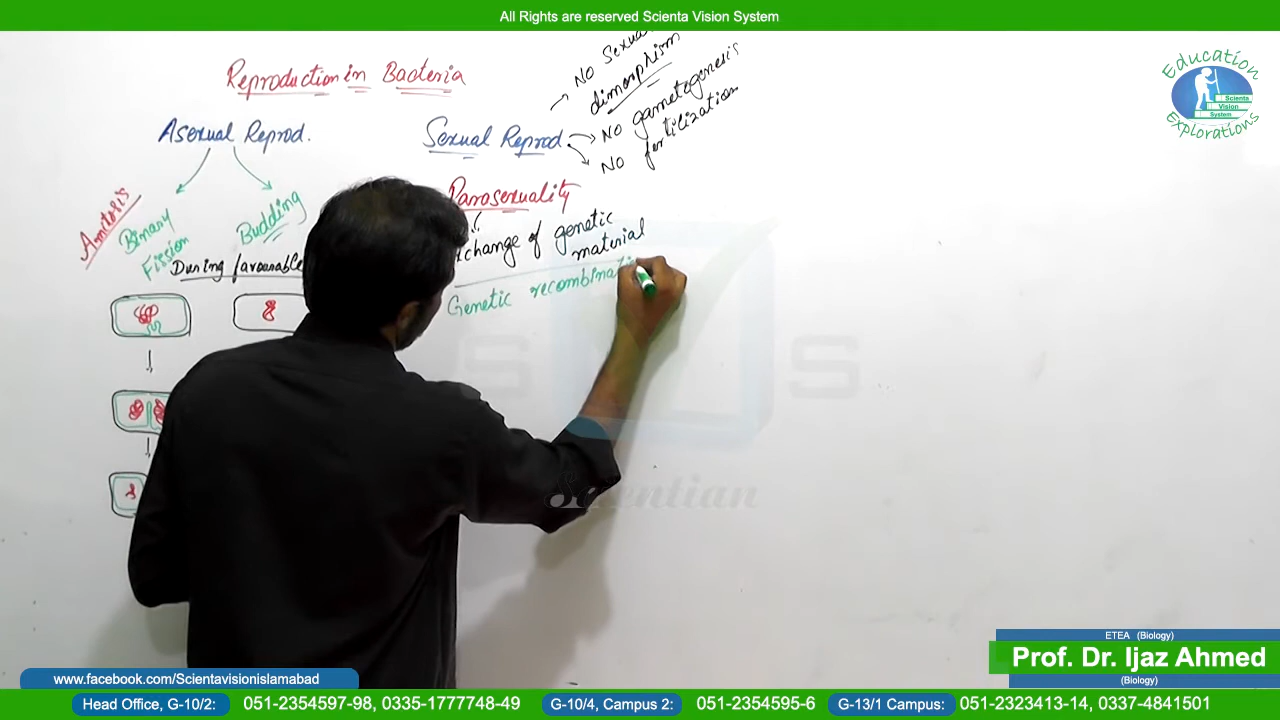 All Rights are reserved Scienta Vision System
Reproduction in Bacteria
Asexual Reprod.
Amitosis
Binary
Fission
Budding
During favourable
Sexual Reprod
No sexual
dimorphism
No gametogenesis
No fertilization
Parasexuality
exchange of genetic
material
Genetic recombination
Education
Scienta
Vision
System
Explorations
S S
Scientian
ETEA (Biology)
Prof. Dr. Ijaz Ahmed
(Biology)
www.facebook.com/Scientavisionislamabad
Head Office, G-10/2: 051-2354597-98, 0335-1777748-49 G-10/4, Campus 2: 051-2354595-6 G-13/1 Campus: 051-2323413-14, 0337-4841501